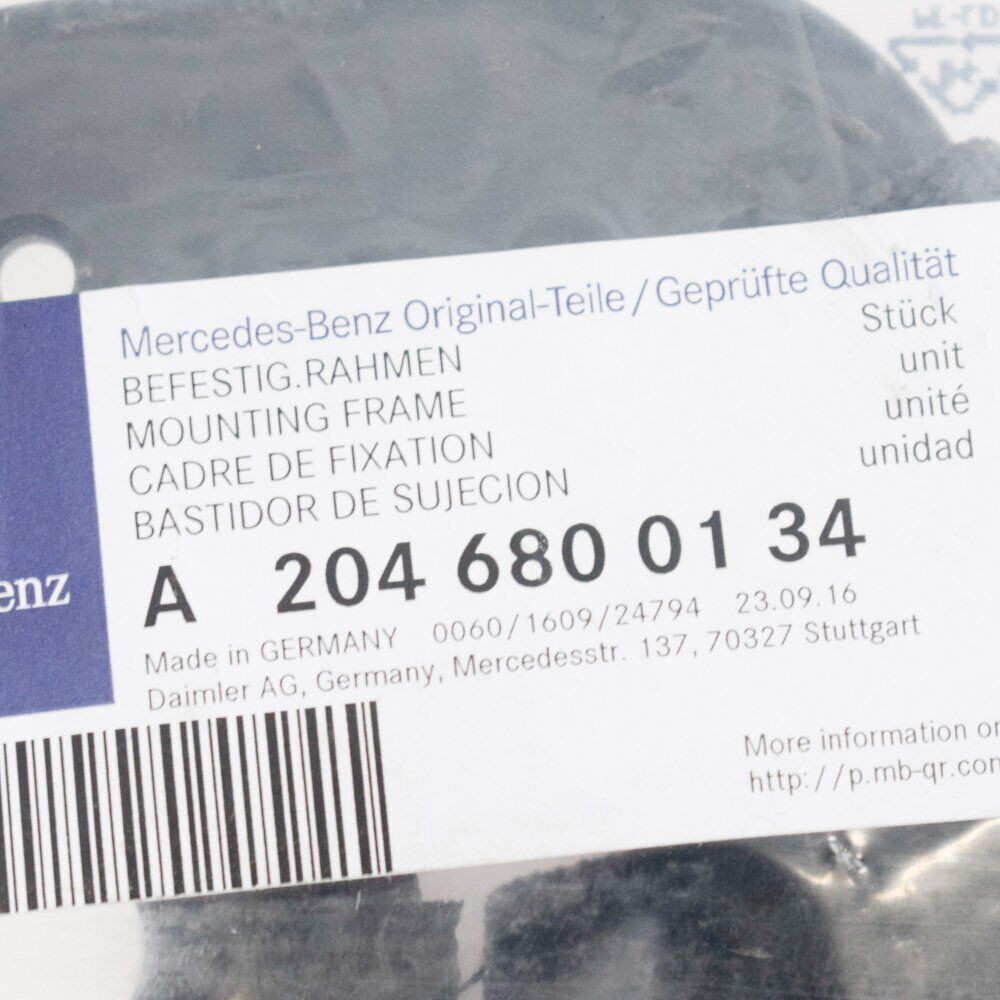 Mercedes-Benz Original-Teile/Geprüfte Qualität
BEFESTIG.RAHMEN Stück
MOUNTING FRAME unit
CADRE DE FIXATION unité
BASTIDOR DE SUJECION unidad
A 204 680 01 34
enz
Made in GERMANY 0060/1609/24794 23.09.16
Daimler AG, Germany, Mercedesstr. 137, 70327 Stuttgart
More information on
http://p.mb-qr.com